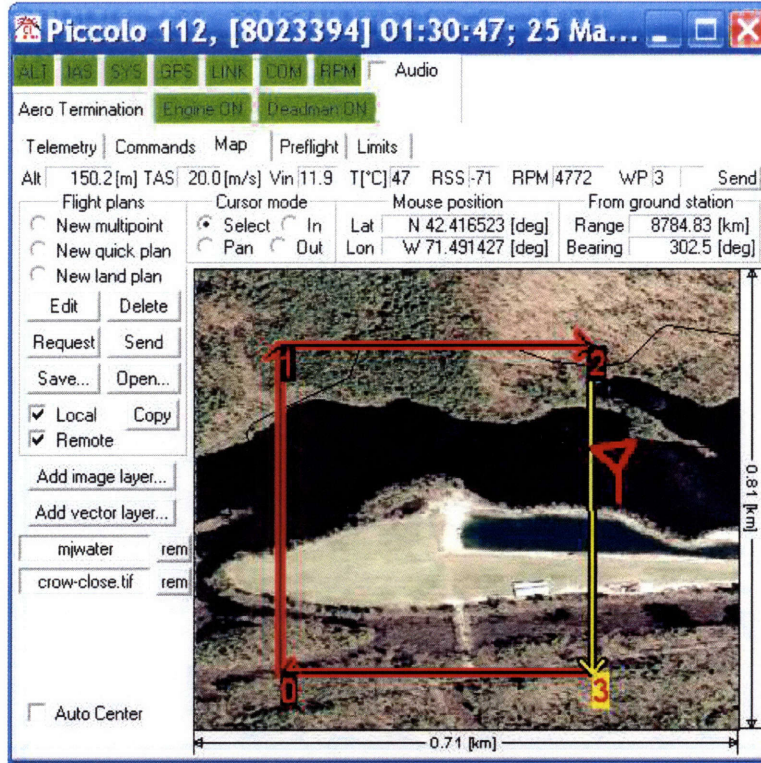 Piccolo 112, [8023394] 01:30:47; 25 Ma...
ALT IAS SYS GPS LINK COM RPM Audio
Aero Termination Engine ON Deadman ON
Telemetry Commands Map Preflight Limits
Alt 150.2 [m] TAS 20.0 [m/s] Vin 11.9 T[°C] 47 RSS -71 RPM 4772 WP 3 Send
Flight plans
New multipoint
New quick plan
New land plan
Edit Delete
Request Send
Save... Open...
Local Copy
Remote
Add image layer...
Add vector layer...
mjwater rem
crow-close.tif rem
Auto Center
Cursor mode
Select In
Pan Out
Mouse position
Lat N 42.416523 [deg]
Lon W 71.491427 [deg]
From ground station
Range 8784.83 [km]
Bearing 302.5 [deg]
1 2
0 3
0.81 [km]
0.71 [km]